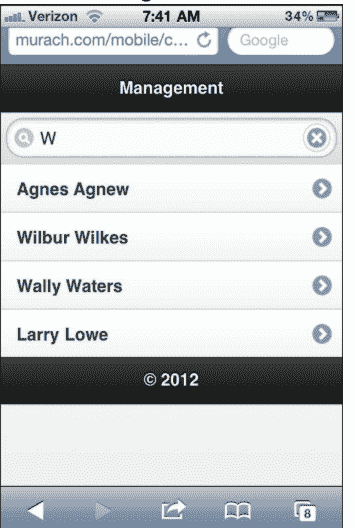 Verizon 7:41 AM 34%
murach.com/mobile/c... Google
Management
W
Agnes Agnew
Wilbur Wilkes
Wally Waters
Larry Lowe
© 2012
8